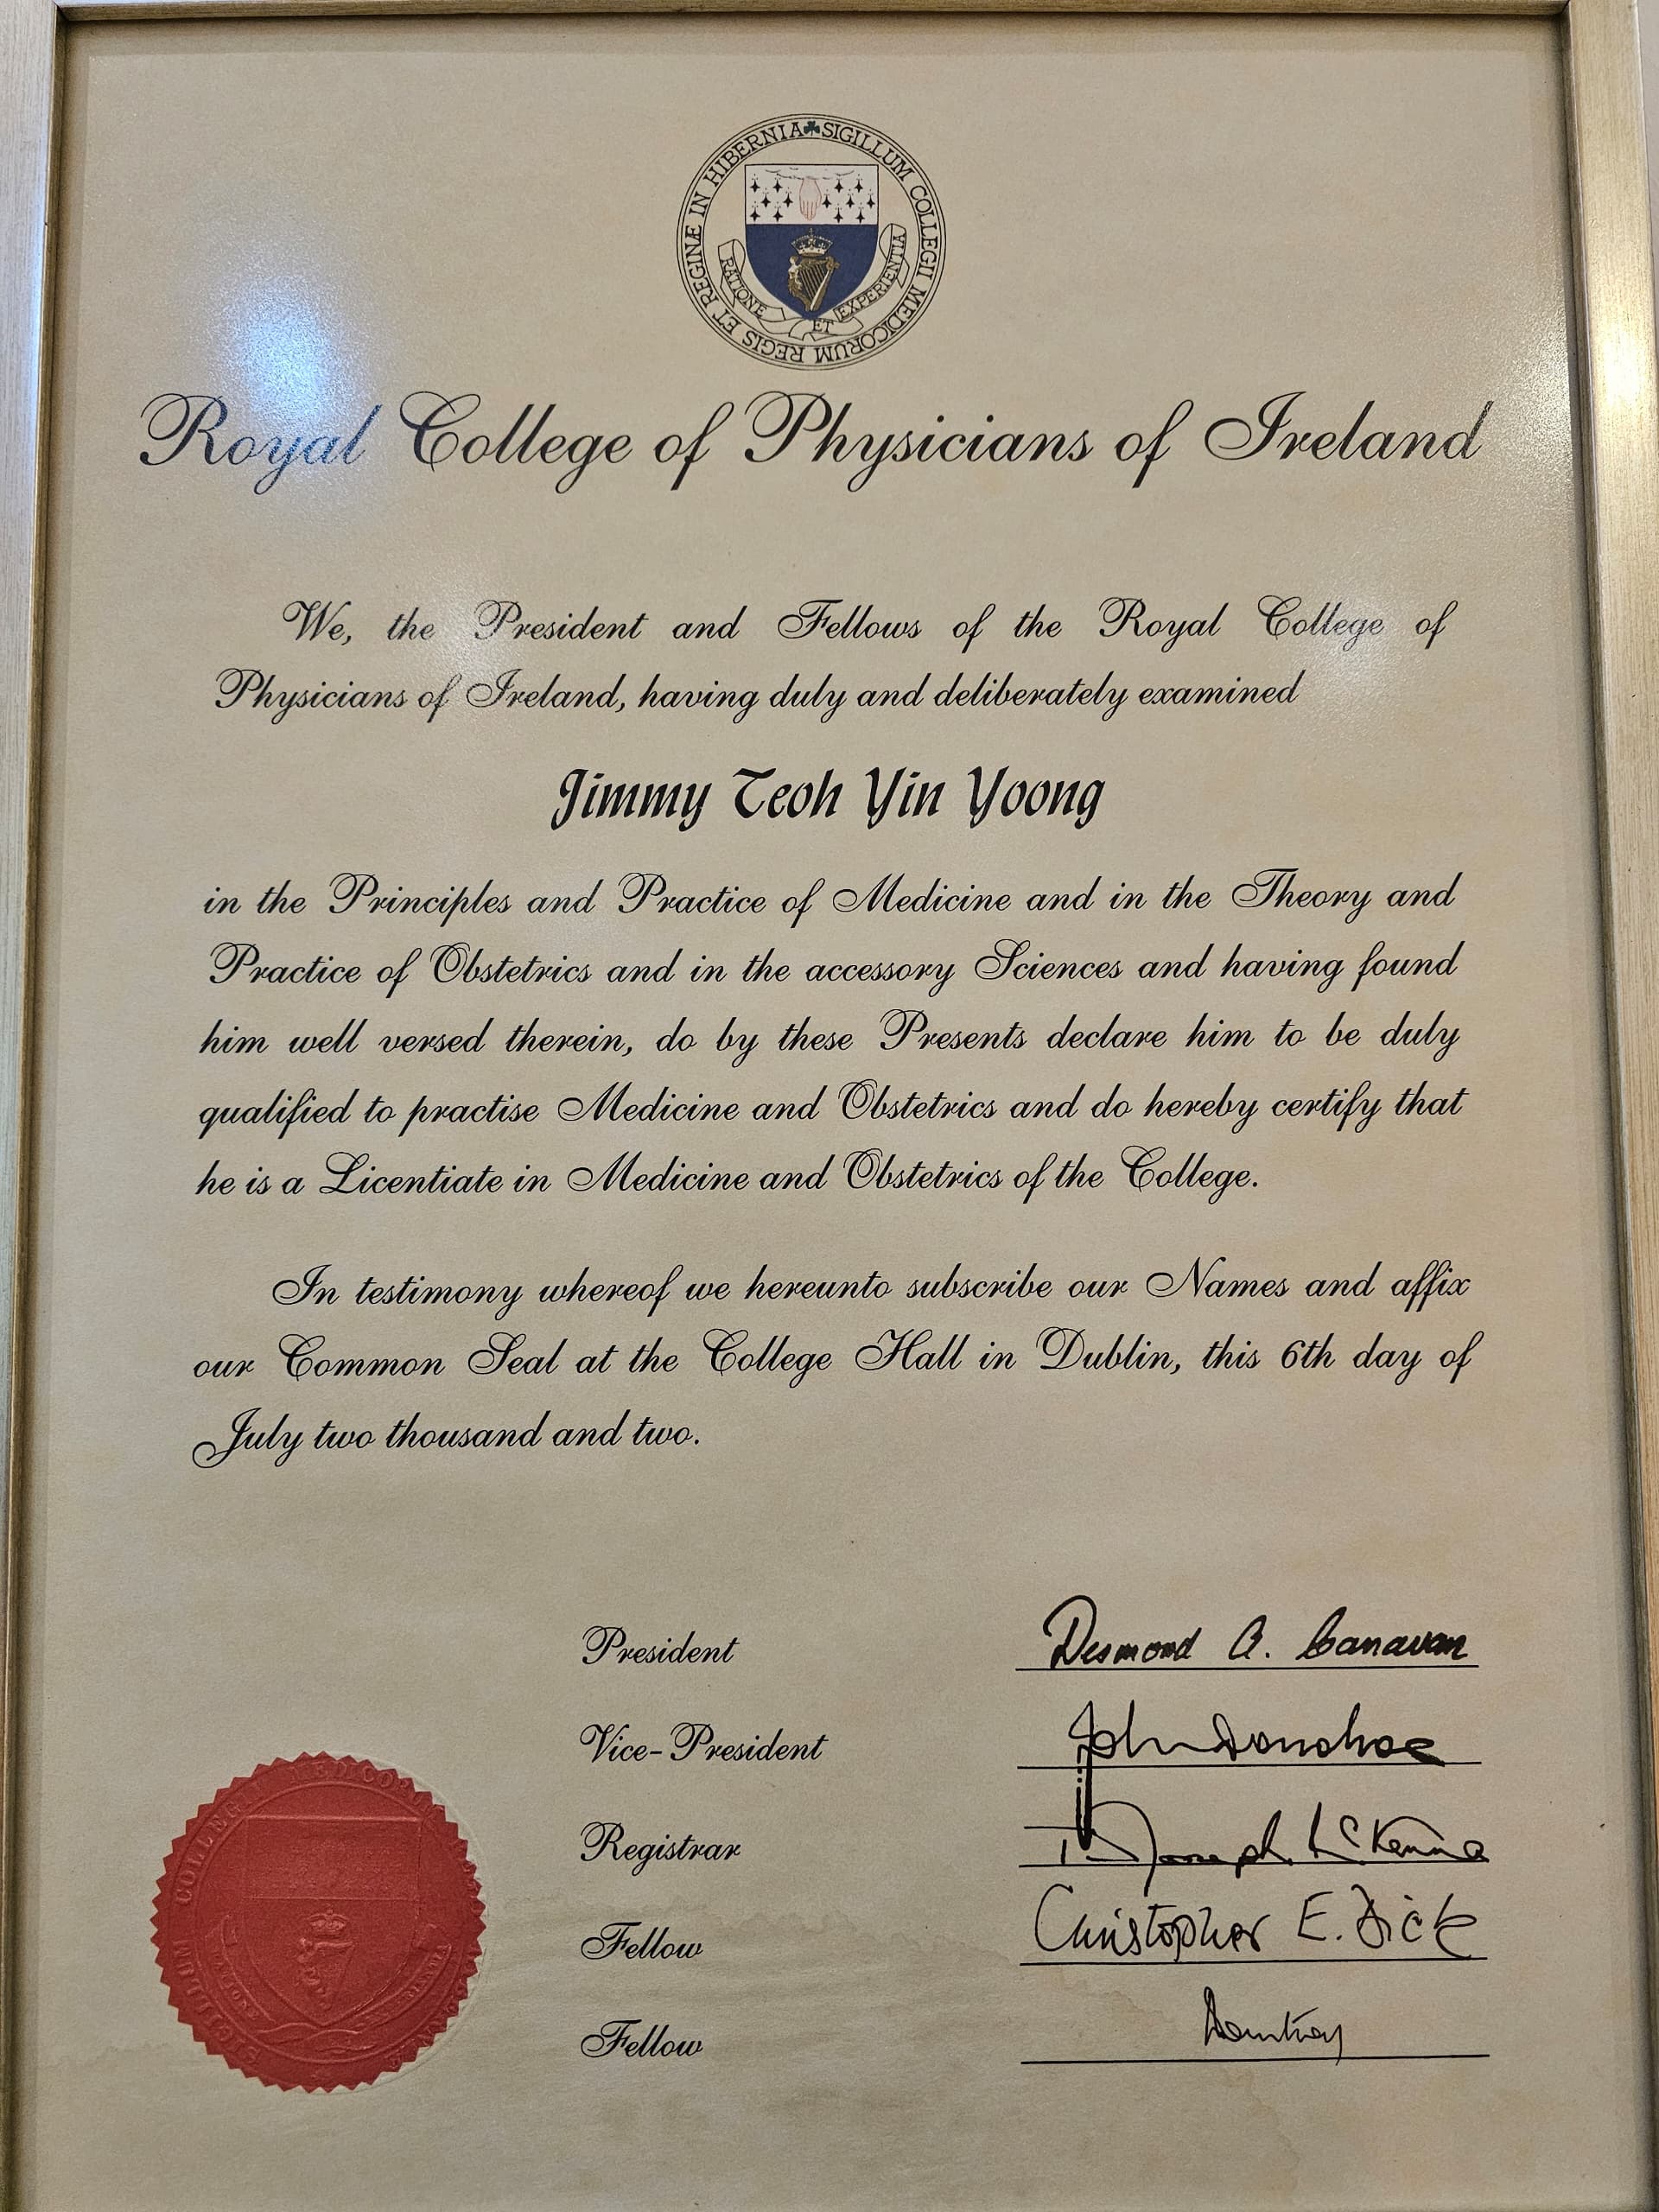 SIGILLUM COLLEGII MEDICORUM REGIS ET REGINÆ IN HIBERNIA
RATIONE ET EXPERIENTIA
Royal College of Physicians of Ireland
We, the President and Fellows of the Royal College of
Physicians of Ireland, having duly and deliberately examined
Jimmy Teoh Yin Yoong
in the Principles and Practice of Medicine and in the Theory and
Practice of Obstetrics and in the accessory Sciences and having found
him well versed therein, do by these Presents declare him to be duly
qualified to practise Medicine and Obstetrics and do hereby certify that
he is a Licentiate in Medicine and Obstetrics of the College.
In testimony whereof we hereunto subscribe our Names and affix
our Common Seal at the College Hall in Dublin, this 6th day of
July two thousand and two.
President Desmond A. Canavan
Vice-President John Donohoe
Registrar T. Joseph McKenna
Fellow Christopher E. Dick
Fellow